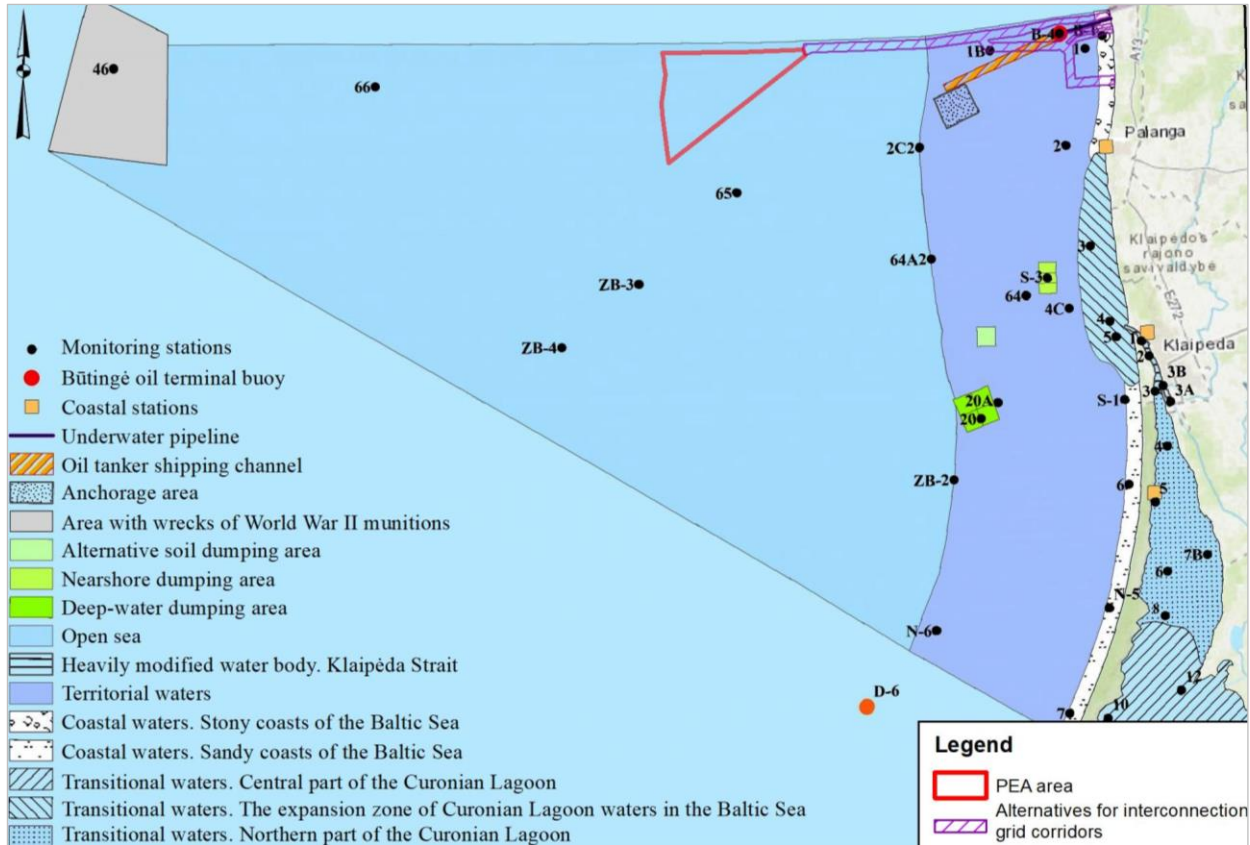 B-4
B-1
1B
1
A13
46
66
Palanga
2C2
2
65
3
Klaipėdos
rajono
savivaldybė
64A2
S-3
ZB-3
64
4C
E272
4
ZB-4
5
1
Klaipeda
2
3B
3
3A
20A
S-1
20
4
ZB-2
6
5
7B
6
N-5
8
N-6
12
D-6
7
10
Monitoring stations
Būtingė oil terminal buoy
Coastal stations
Underwater pipeline
Oil tanker shipping channel
Anchorage area
Area with wrecks of World War II munitions
Alternative soil dumping area
Nearshore dumping area
Deep-water dumping area
Open sea
Heavily modified water body. Klaipėda Strait
Territorial waters
Coastal waters. Stony coasts of the Baltic Sea
Coastal waters. Sandy coasts of the Baltic Sea
Transitional waters. Central part of the Curonian Lagoon
Transitional waters. The expansion zone of Curonian Lagoon waters in the Baltic Sea
Transitional waters. Northern part of the Curonian Lagoon
Legend
PEA area
Alternatives for interconnection
grid corridors